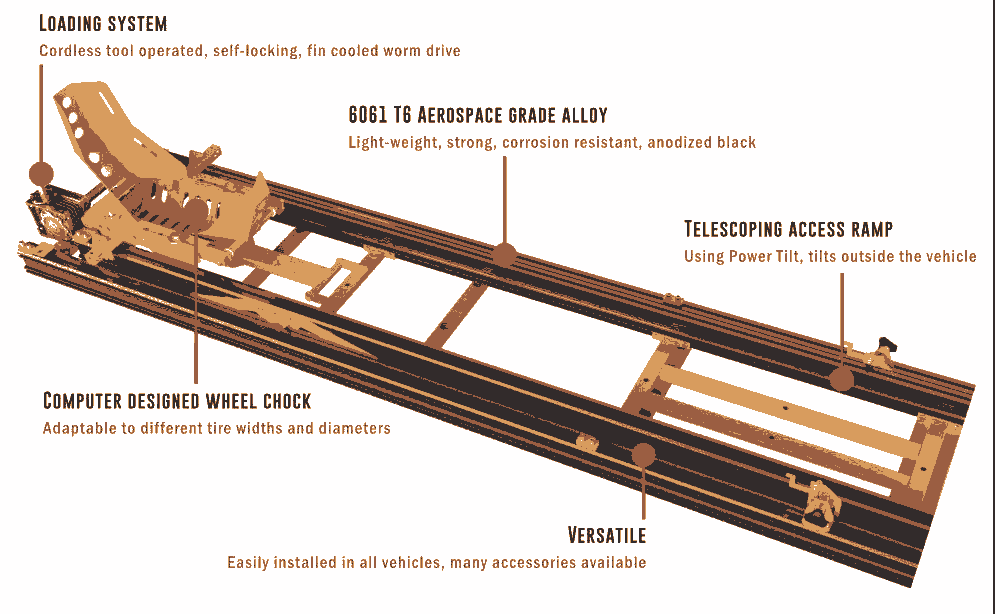 Loading system
Cordless tool operated, self-locking, fin cooled worm drive
6061 T6 Aerospace grade alloy
Light-weight, strong, corrosion resistant, anodized black
Telescoping access ramp
Using Power Tilt, tilts outside the vehicle
Computer designed wheel chock
Adaptable to different tire widths and diameters
Versatile
Easily installed in all vehicles, many accessories available